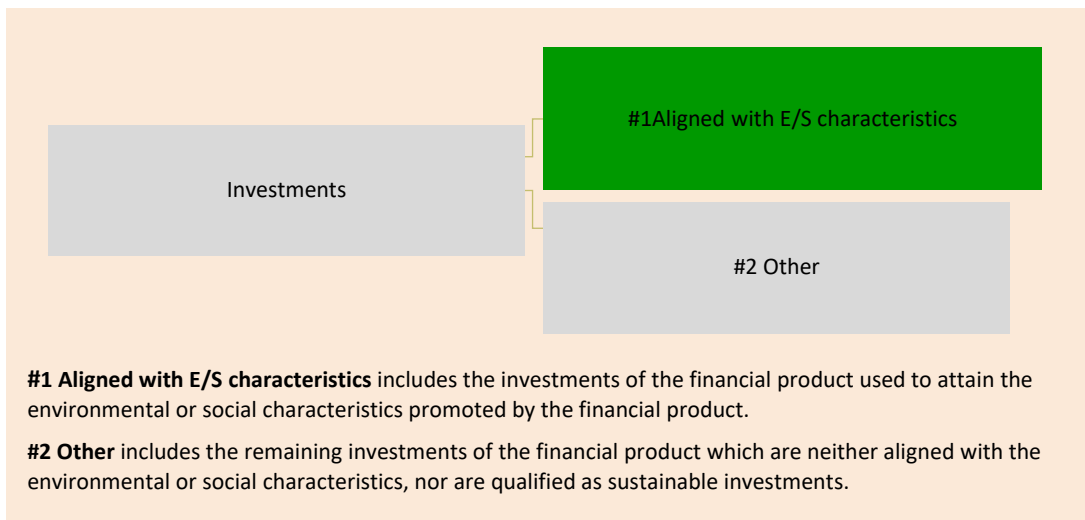 #1Aligned with E/S characteristics
Investments
#2 Other
#1 Aligned with E/S characteristics includes the investments of the financial product used to attain the
environmental or social characteristics promoted by the financial product.
#2 Other includes the remaining investments of the financial product which are neither aligned with the
environmental or social characteristics, nor are qualified as sustainable investments.